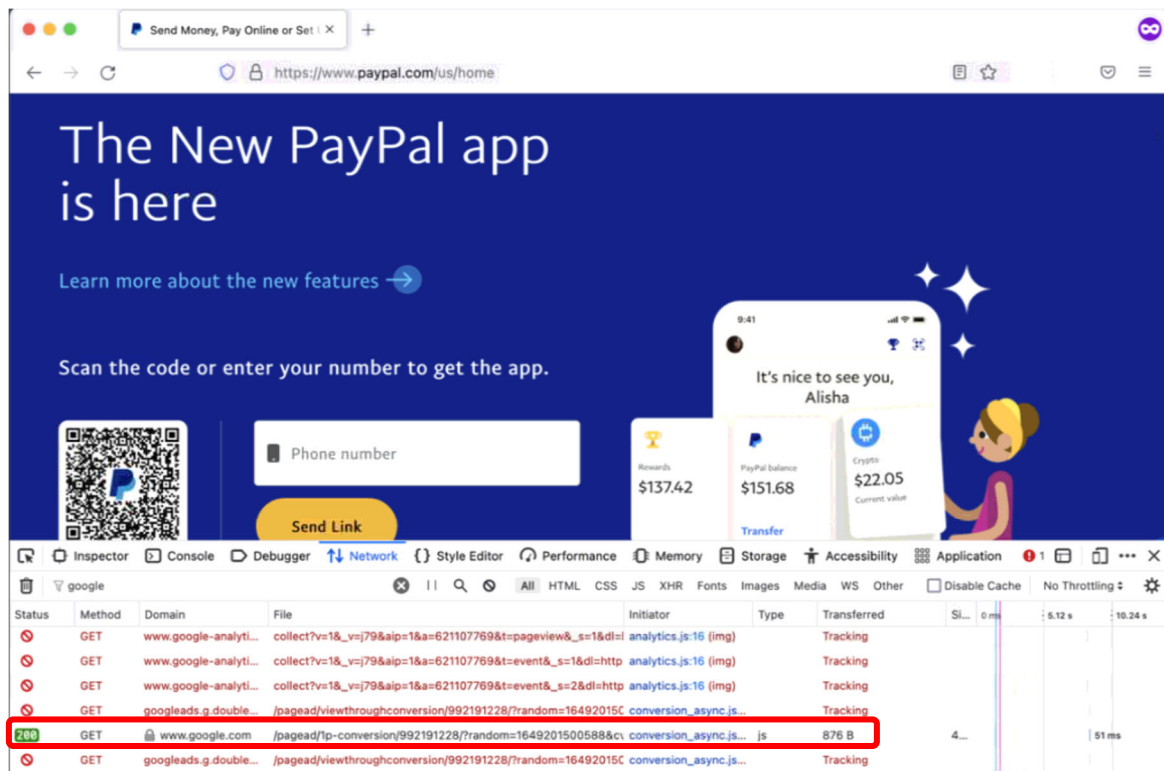 Send Money, Pay Online or Set U
https://www.paypal.com/us/home
The New PayPal app
is here
Learn more about the new features
Scan the code or enter your number to get the app.
Phone number
Send Link
9:41
It's nice to see you,
Alisha
Rewards
$137.42
PayPal balance
$151.68
Transfer
Crypto
$22.05
Current value
Inspector Console Debugger Network Style Editor Performance Memory Storage Accessibility Application 1
google All HTML CSS JS XHR Fonts Images Media WS Other Disable Cache No Throttling
Status Method Domain File Initiator Type Transferred Si... 0 ms 5.12 s 10.24 s
GET www.google-analyti... collect?v=1&_v=j79&aip=1&a=621107769&t=pageview&_s=1&dl=l analytics.js:16 (img) Tracking
GET www.google-analyti... collect?v=1&_v=j79&aip=1&a=621107769&t=event&_s=1&dl=http analytics.js:16 (img) Tracking
GET www.google-analyti... collect?v=1&_v=j79&aip=1&a=621107769&t=event&_s=2&dl=http analytics.js:16 (img) Tracking
GET googleads.g.double... /pagead/viewthroughconversion/992191228/?random=16492015C conversion_async.js... Tracking
200 GET www.google.com /pagead/1p-conversion/992191228/?random=1649201500588&cv conversion_async.js... js 876 B 4... 51 ms
GET googleads.g.double... /pagead/viewthroughconversion/992191228/?random=16492015C conversion_async.js... Tracking